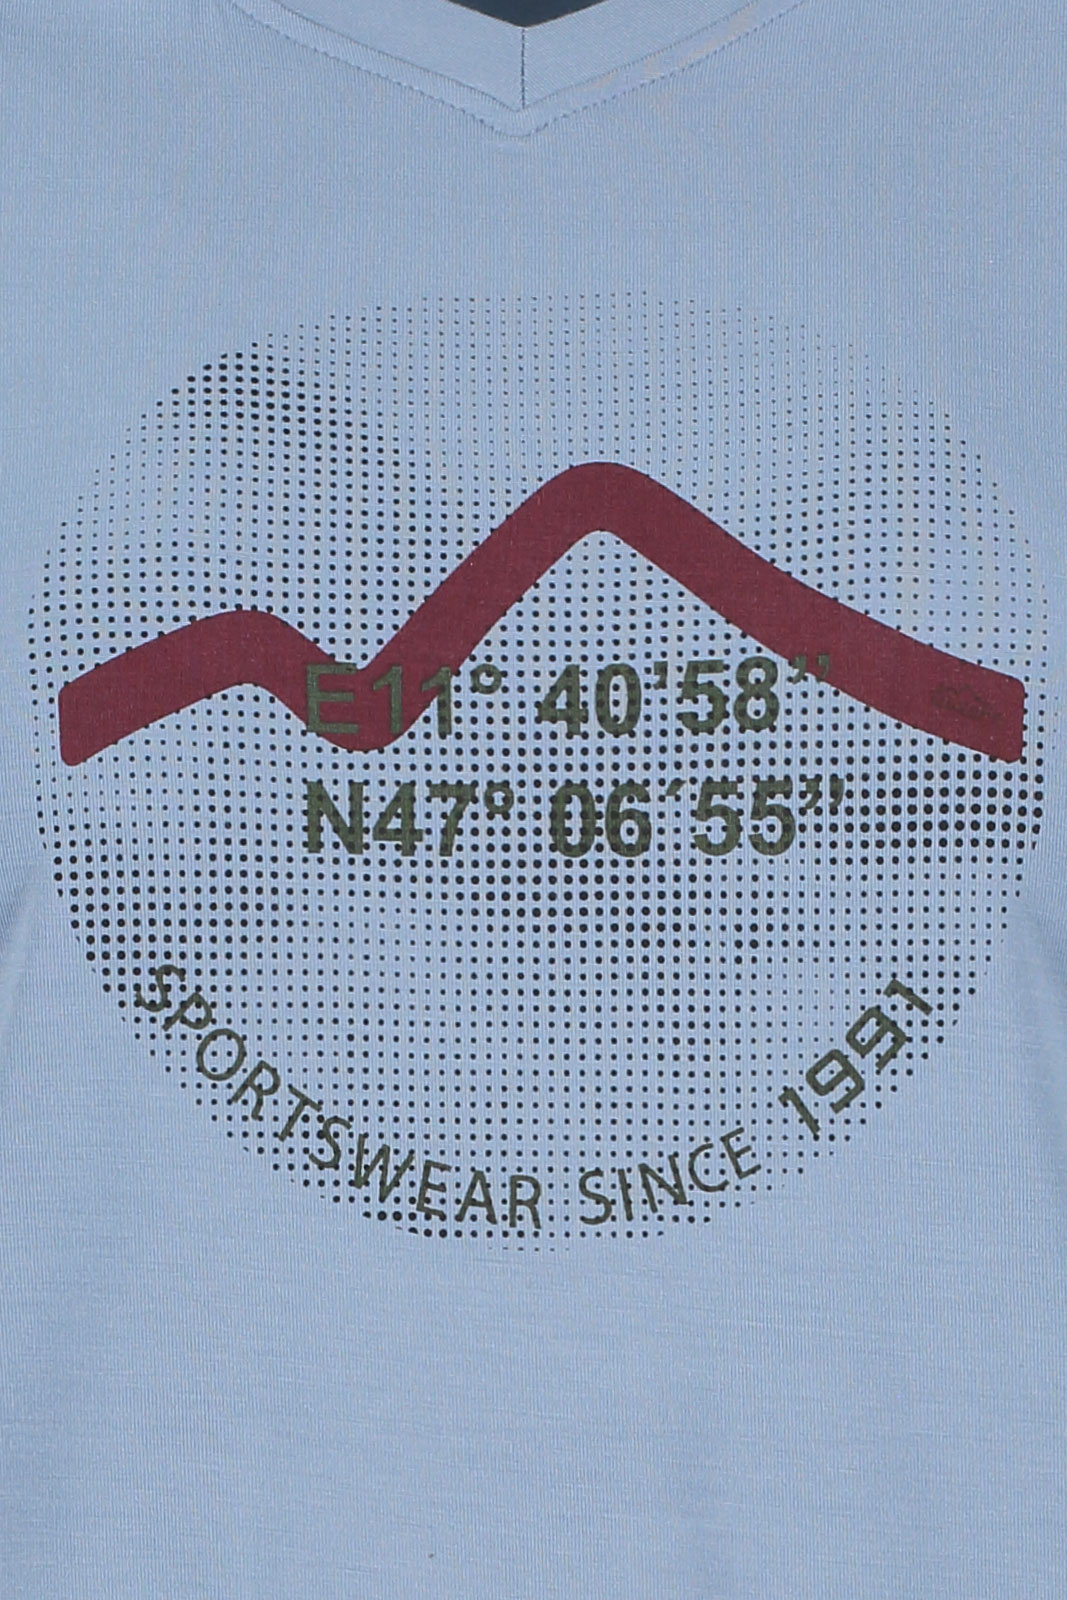 E11° 40’58”
N47° 06´55”
SPORTSWEAR SINCE 1991